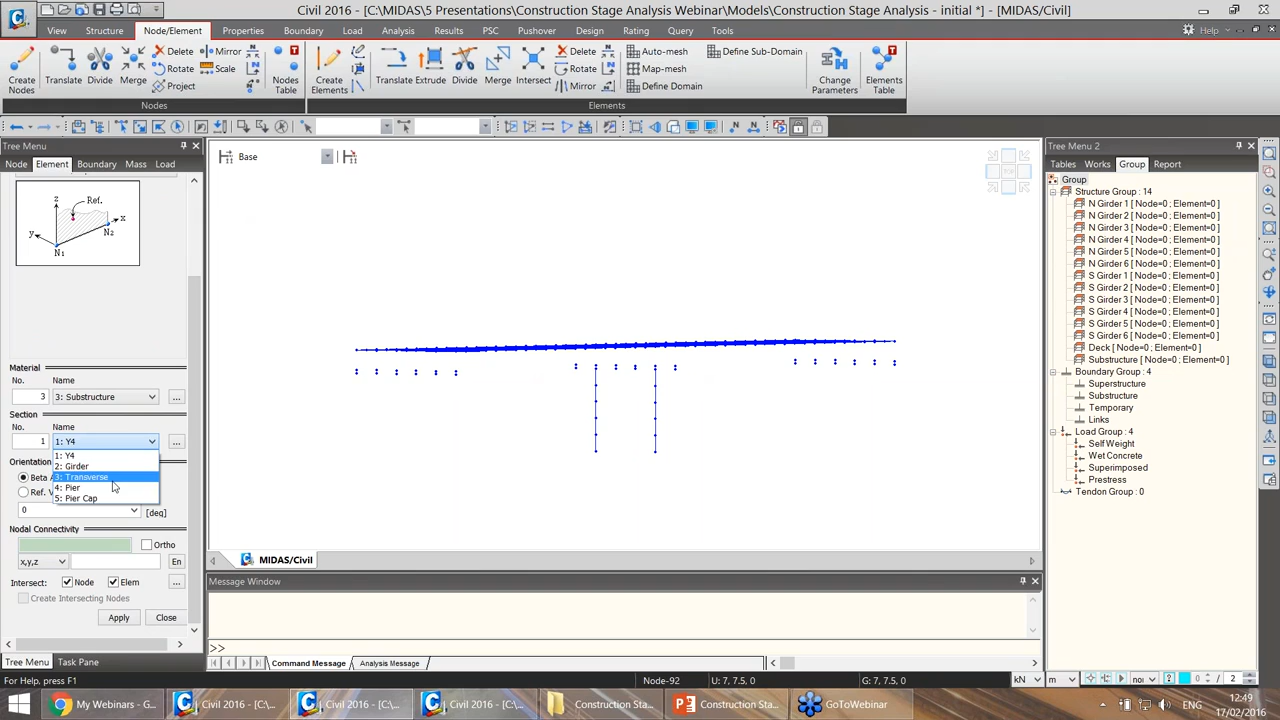 Civil 2016 - [C:\MIDAS\5 Presentations\Construction Stage Analysis Webinar\Models\Construction Stage Analysis - initial *] - [MIDAS/Civil]
View Structure Node/Element Properties Boundary Load Analysis Results PSC Pushover Design Rating Query Tools Help
Create Nodes
Translate
Divide
Merge
Delete
Rotate
Project
Mirror
Scale
Nodes Table
Nodes
Create Elements
Translate
Extrude
Divide
Merge
Intersect
Delete
Rotate
Mirror
Auto-mesh
Map-mesh
Define Domain
Define Sub-Domain
Change Parameters
Elements Table
Elements
Tree Menu
Node Element Boundary Mass Load
z
Ref.
x
y
N1
N2
Material
No. Name
3 3: Substructure ...
Section
No. Name
1 1: Y4 ...
1: Y4
2: Girder
3: Transverse
4: Pier
5: Pier Cap
Orientation
Beta A
Ref. V
0 [deg]
Nodal Connectivity
Ortho
x,y,z En
Intersect: Node Elem ...
Create Intersecting Nodes
Apply Close
Tree Menu Task Pane
Base
TOP
MIDAS/Civil
Message Window
>>
Command Message Analysis Message
Tree Menu 2
Tables Works Group Report
Group
Structure Group : 14
N Girder 1 [ Node=0 ; Element=0 ]
N Girder 2 [ Node=0 ; Element=0 ]
N Girder 3 [ Node=0 ; Element=0 ]
N Girder 4 [ Node=0 ; Element=0 ]
N Girder 5 [ Node=0 ; Element=0 ]
N Girder 6 [ Node=0 ; Element=0 ]
S Girder 1 [ Node=0 ; Element=0 ]
S Girder 2 [ Node=0 ; Element=0 ]
S Girder 3 [ Node=0 ; Element=0 ]
S Girder 4 [ Node=0 ; Element=0 ]
S Girder 5 [ Node=0 ; Element=0 ]
S Girder 6 [ Node=0 ; Element=0 ]
Deck [ Node=0 ; Element=0 ]
Substructure [ Node=0 ; Element=0 ]
Boundary Group : 4
Superstructure
Substructure
Temporary
Links
Load Group : 4
Self Weight
Wet Concrete
Superimposed
Prestress
Tendon Group : 0
For Help, press F1 Node-92 U: 7, 7.5, 0 G: 7, 7.5, 0 kN m non 0 / 2
My Webinars - G... Civil 2016 - [C:\M... Civil 2016 - [C:\M... Civil 2016 - [C:\M... Construction Sta... Construction Sta... GoToWebinar ENG 12:49
17/02/2016